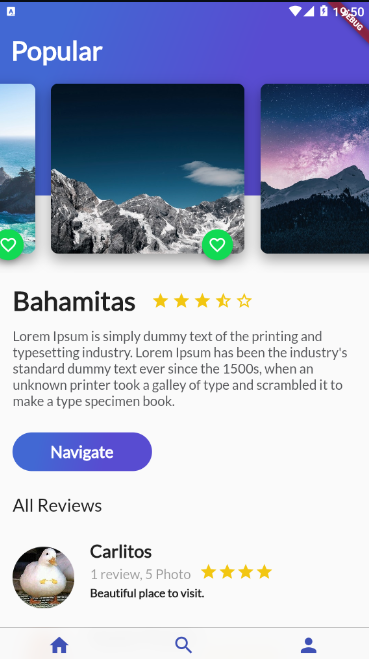 19:50
DEBUG
Popular
Bahamitas
Lorem Ipsum is simply dummy text of the printing and
typesetting industry. Lorem Ipsum has been the industry's
standard dummy text ever since the 1500s, when an
unknown printer took a galley of type and scrambled it to
make a type specimen book.
Navigate
All Reviews
Carlitos
1 review, 5 Photo
Beautiful place to visit.